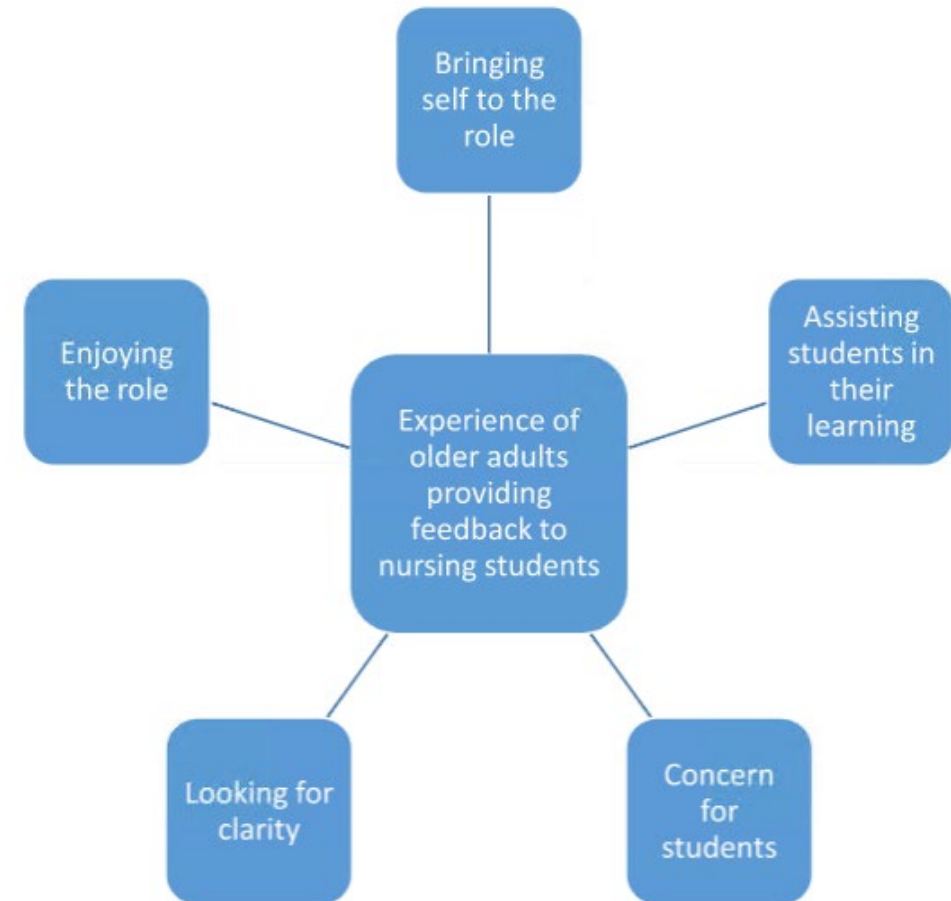 Bringing
self to the
role
Enjoying
the role
Assisting
students in
their
learning
Experience of
older adults
providing
feedback to
nursing students
Looking for
clarity
Concern
for
students